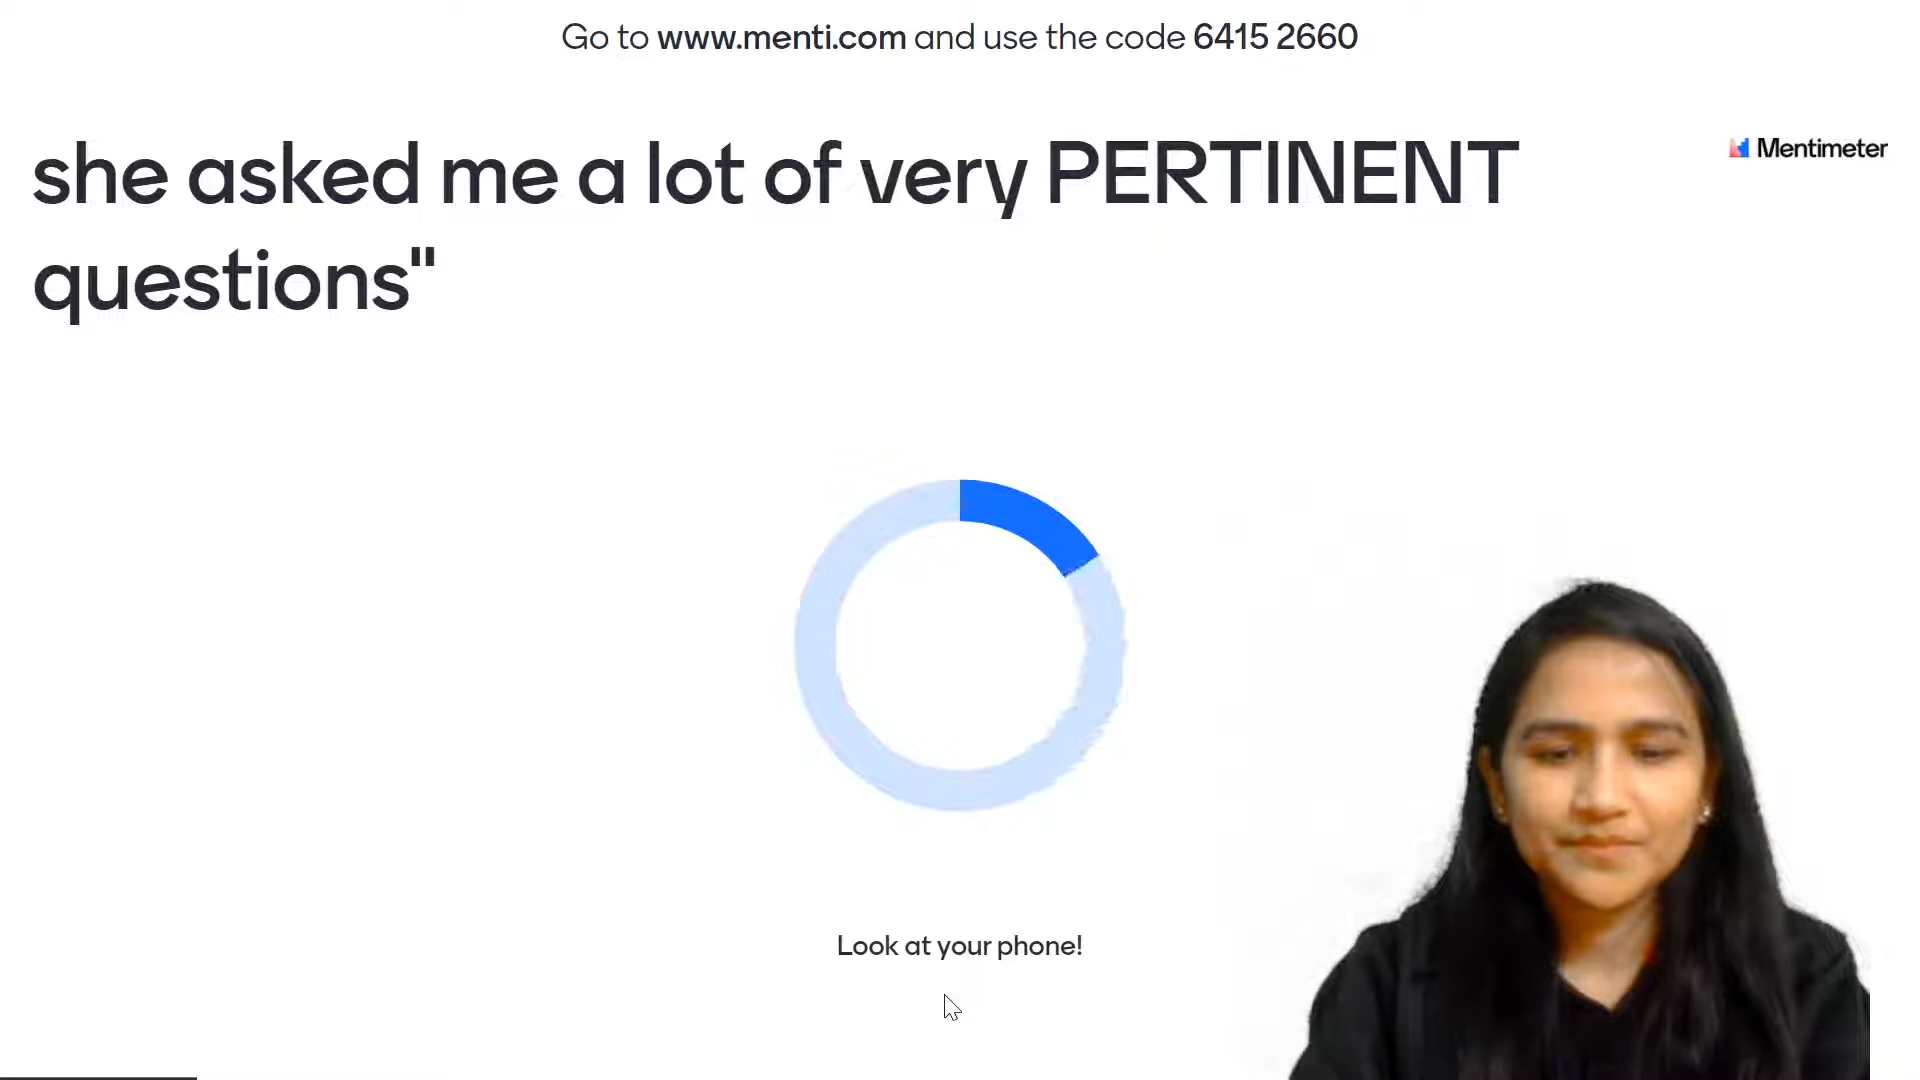 Go to www.menti.com and use the code 6415 2660
she asked me a lot of very PERTINENT
questions"
Mentimeter
Look at your phone!